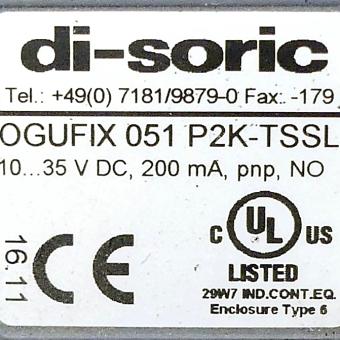 di-soric
Tel.: +49(0) 7181/9879-0 Fax: -179
OGUFIX 051 P2K-TSSL
10...35 V DC, 200 mA, pnp, NO
16.11
CE
C UL US
LISTED
29W7 IND.CONT.EQ.
Enclosure Type 6